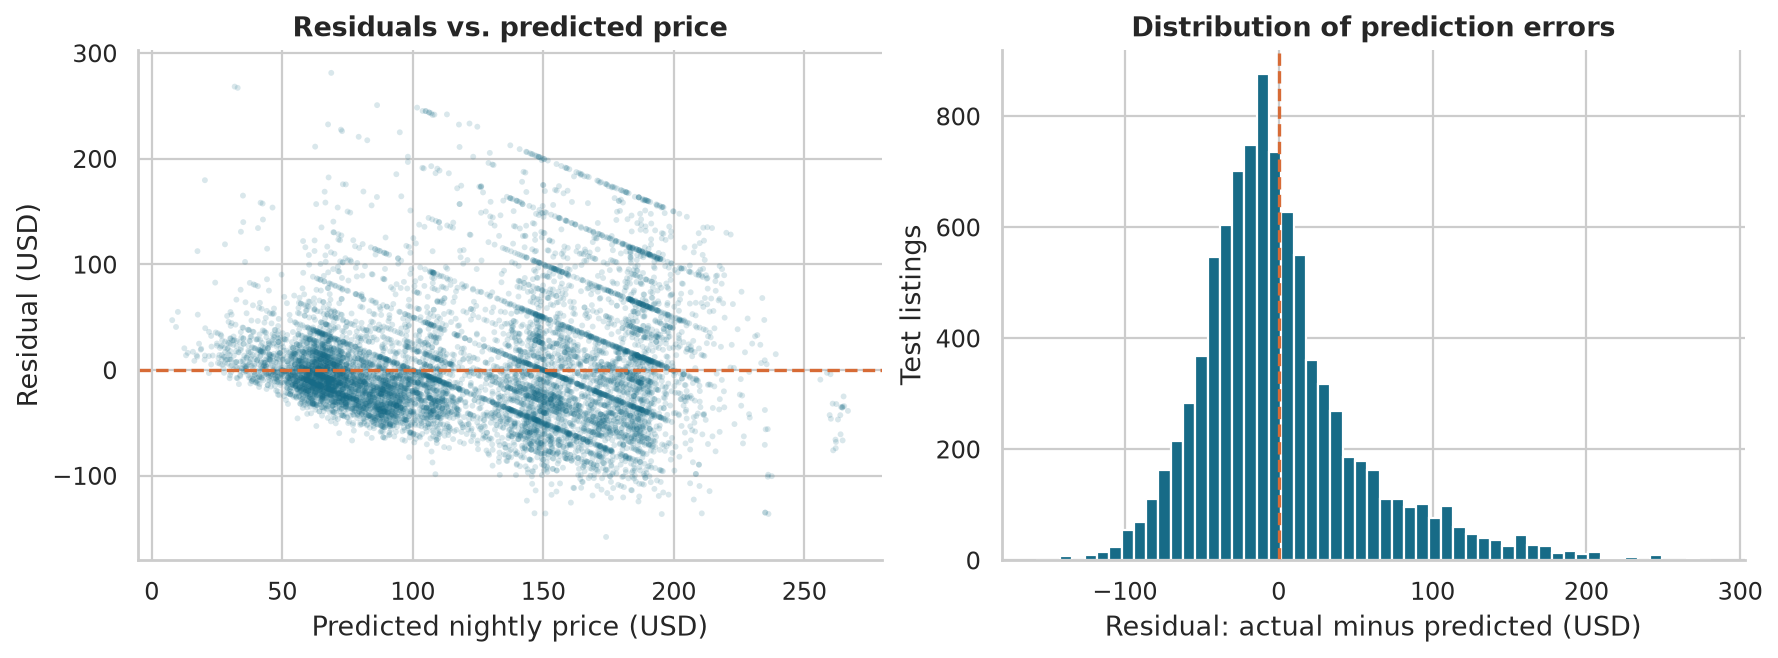 Residuals vs. predicted price
300
200
100
0
−100
Residual (USD)
0 50 100 150 200 250
Predicted nightly price (USD)
Distribution of prediction errors
800
600
400
200
0
Test listings
−100 0 100 200 300
Residual: actual minus predicted (USD)